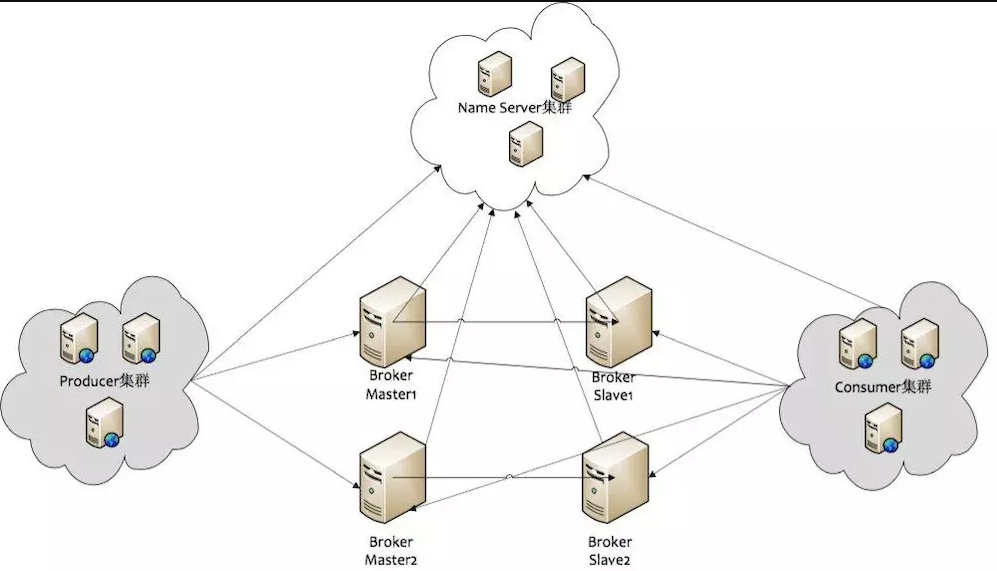 Name Server集群
Producer集群
Broker
Master1
Broker
Slave1
Consumer集群
Broker
Master2
Broker
Slave2